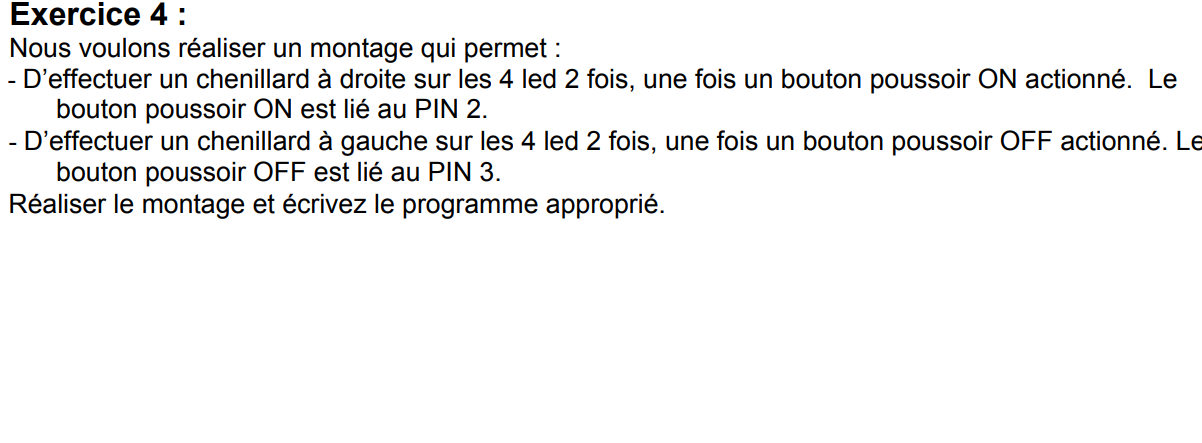 Exercice 4 :
Nous voulons réaliser un montage qui permet :
- D’effectuer un chenillard à droite sur les 4 led 2 fois, une fois un bouton poussoir ON actionné.  Le
bouton poussoir ON est lié au PIN 2.
- D’effectuer un chenillard à gauche sur les 4 led 2 fois, une fois un bouton poussoir OFF actionné. Le
bouton poussoir OFF est lié au PIN 3.
Réaliser le montage et écrivez le programme approprié.